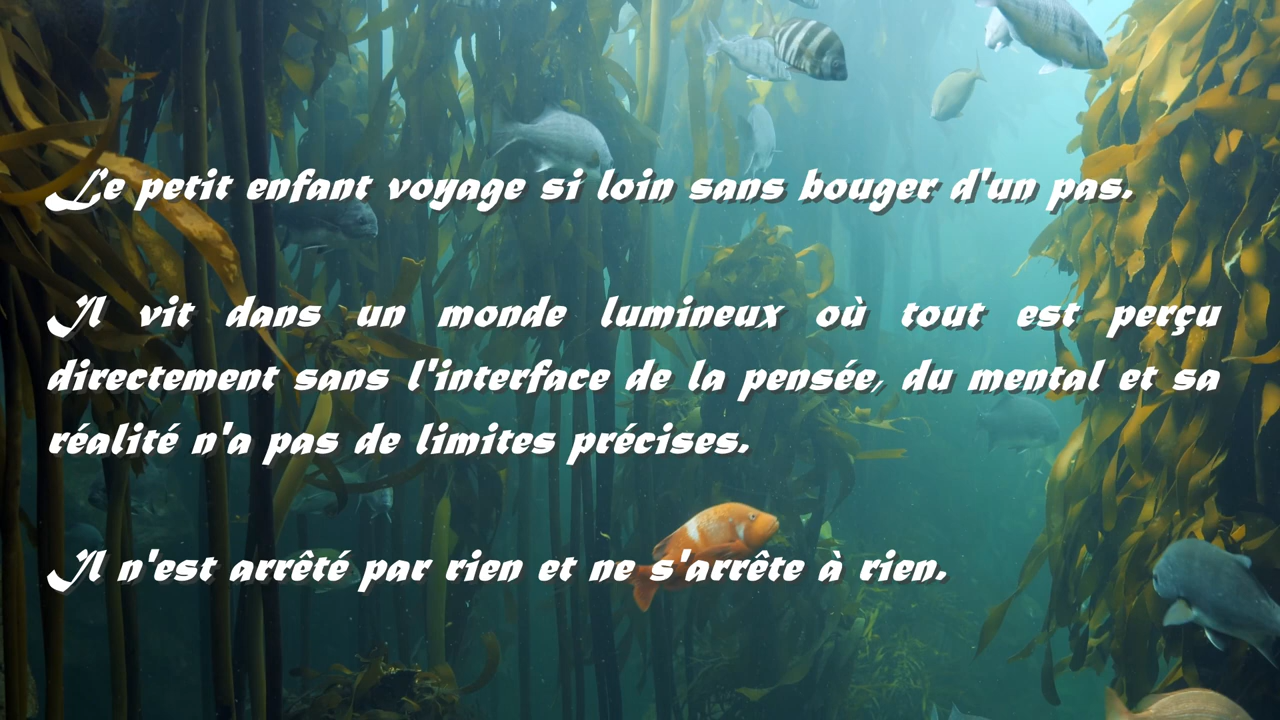 Le petit enfant voyage si loin sans bouger d'un pas.
Il vit dans un monde lumineux où tout est perçu
directement sans l'interface de la pensée, du mental et sa
réalité n'a pas de limites précises.
Il n'est arrêté par rien et ne s'arrête à rien.